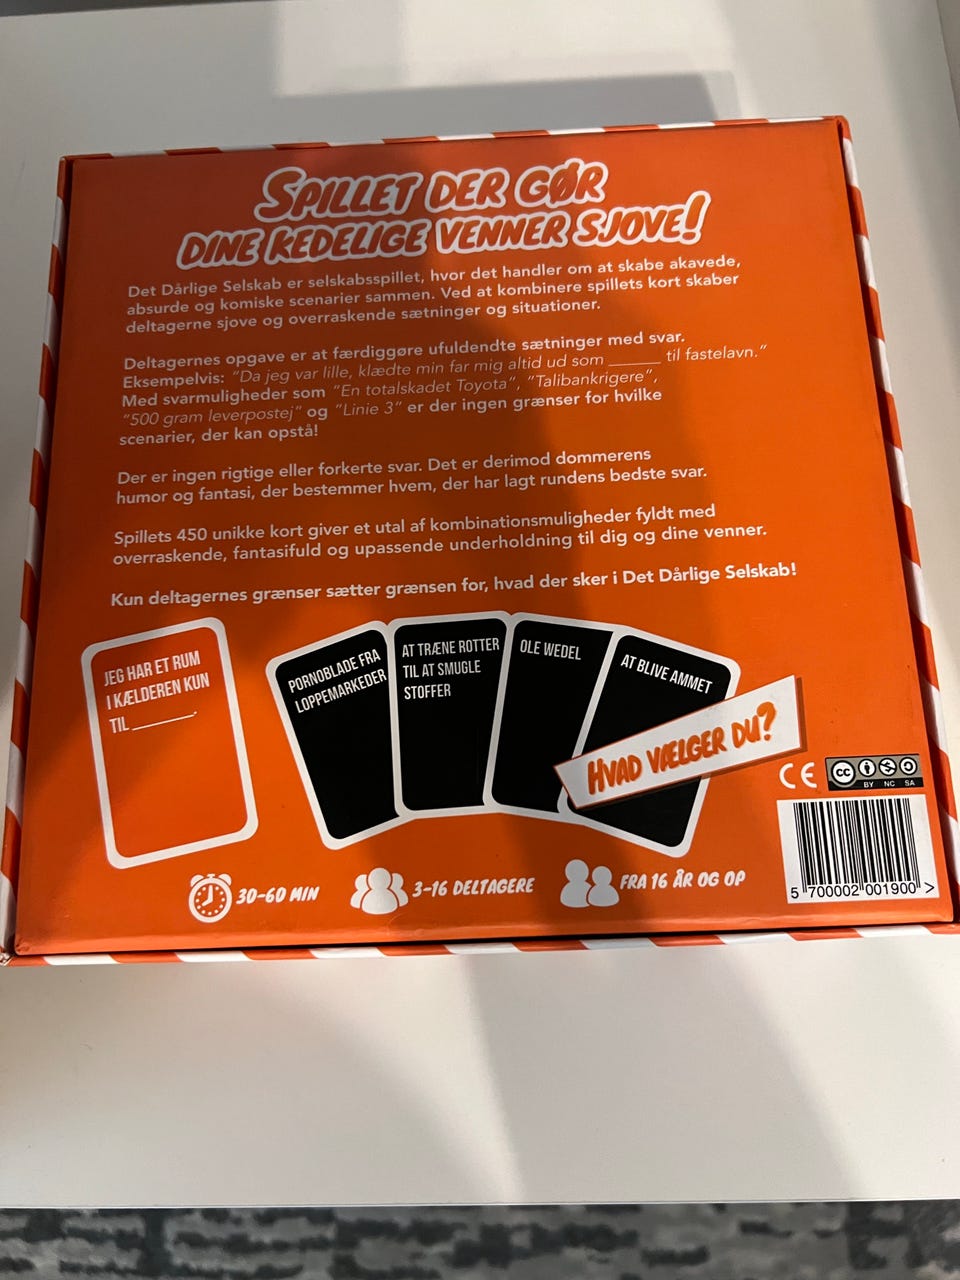 SPILLET DER GØR
DINE KEDELIGE VENNER SJOVE!
Det Dårlige Selskab er selskabsspillet, hvor det handler om at skabe akavede,
absurde og komiske scenarier sammen. Ved at kombinere spillets kort skaber
deltagerne sjove og overraskende sætninger og situationer.
Deltagernes opgave er at færdiggøre ufuldendte sætninger med svar.
Eksempelvis: "Da jeg var lille, klædte min far mig altid ud som ______ til fastelavn."
Med svarmuligheder som "En totalskadet Toyota", "Talibankrigere",
"500 gram leverpostej" og "Linie 3" er der ingen grænser for hvilke
scenarier, der kan opstå!
Der er ingen rigtige eller forkerte svar. Det er derimod dommerens
humor og fantasi, der bestemmer hvem, der har lagt rundens bedste svar.
Spillets 450 unikke kort giver et utal af kombinationsmuligheder fyldt med
overraskende, fantasifuld og upassende underholdning til dig og dine venner.
Kun deltagernes grænser sætter grænsen for, hvad der sker i Det Dårlige Selskab!
JEG HAR ET RUM
I KÆLDEREN KUN
TIL ________.
PORNOBLADE FRA
LOPPEMARKEDER
AT TRÆNE ROTTER
TIL AT SMUGLE
STOFFER
OLE WEDEL
AT BLIVE AMMET
HVAD VÆLGER DU?
CE
cc
BY NC SA
30-60 MIN
3-16 DELTAGERE
FRA 16 ÅR OG OP
5 700002 001900 >